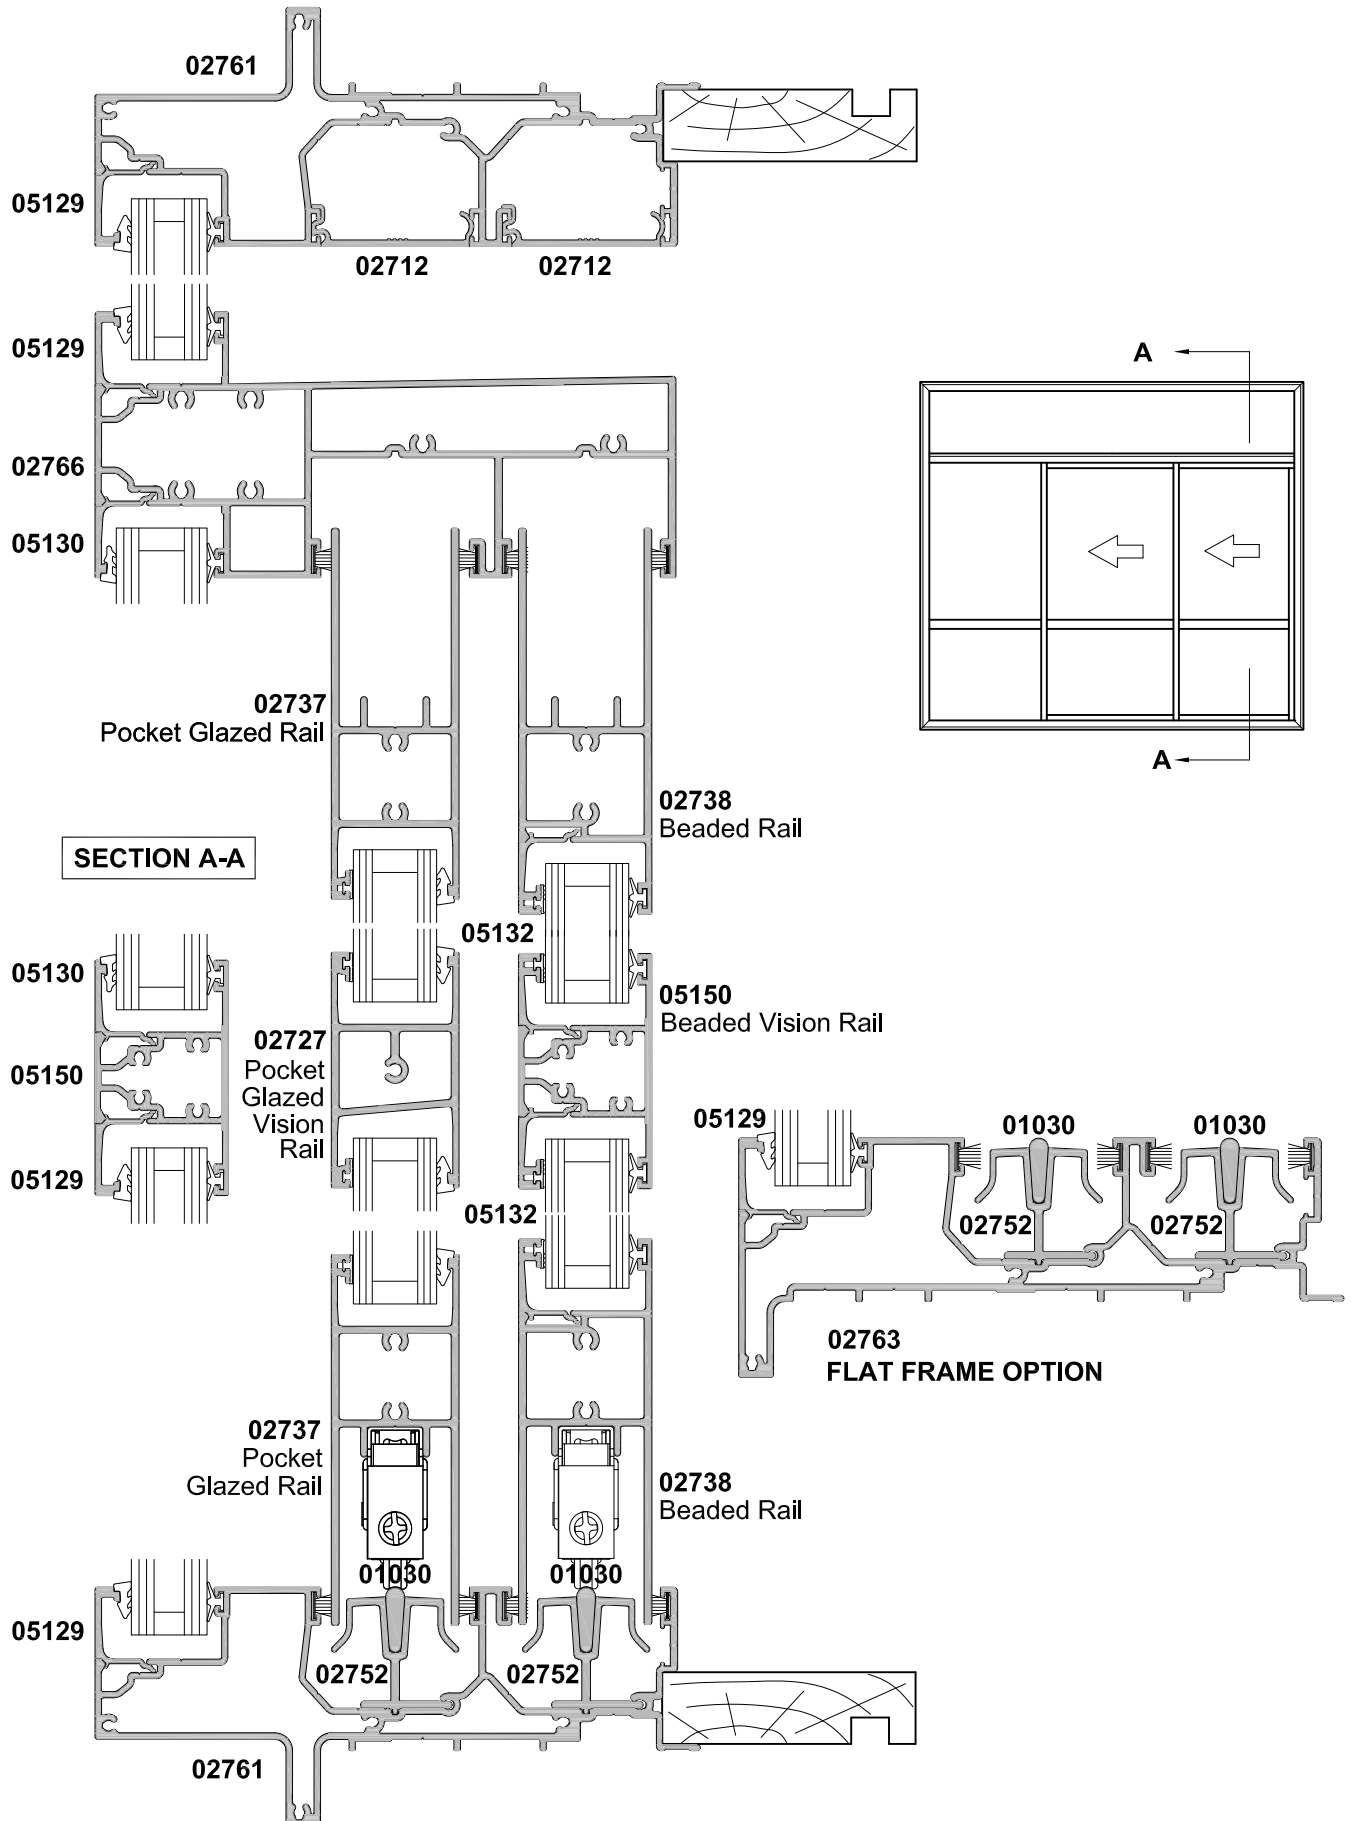 02761
05129
02712
02712
05129
A
02766
05130
02737
Pocket Glazed Rail
A
02738
Beaded Rail
SECTION A-A
05132
05130
05150
Beaded Vision Rail
02727
Pocket
Glazed
Vision
Rail
05150
05129
01030
01030
05129
05132
02752
02752
02763
FLAT FRAME OPTION
02737
Pocket
Glazed Rail
02738
Beaded Rail
01030
01030
05129
02752
02752
02761